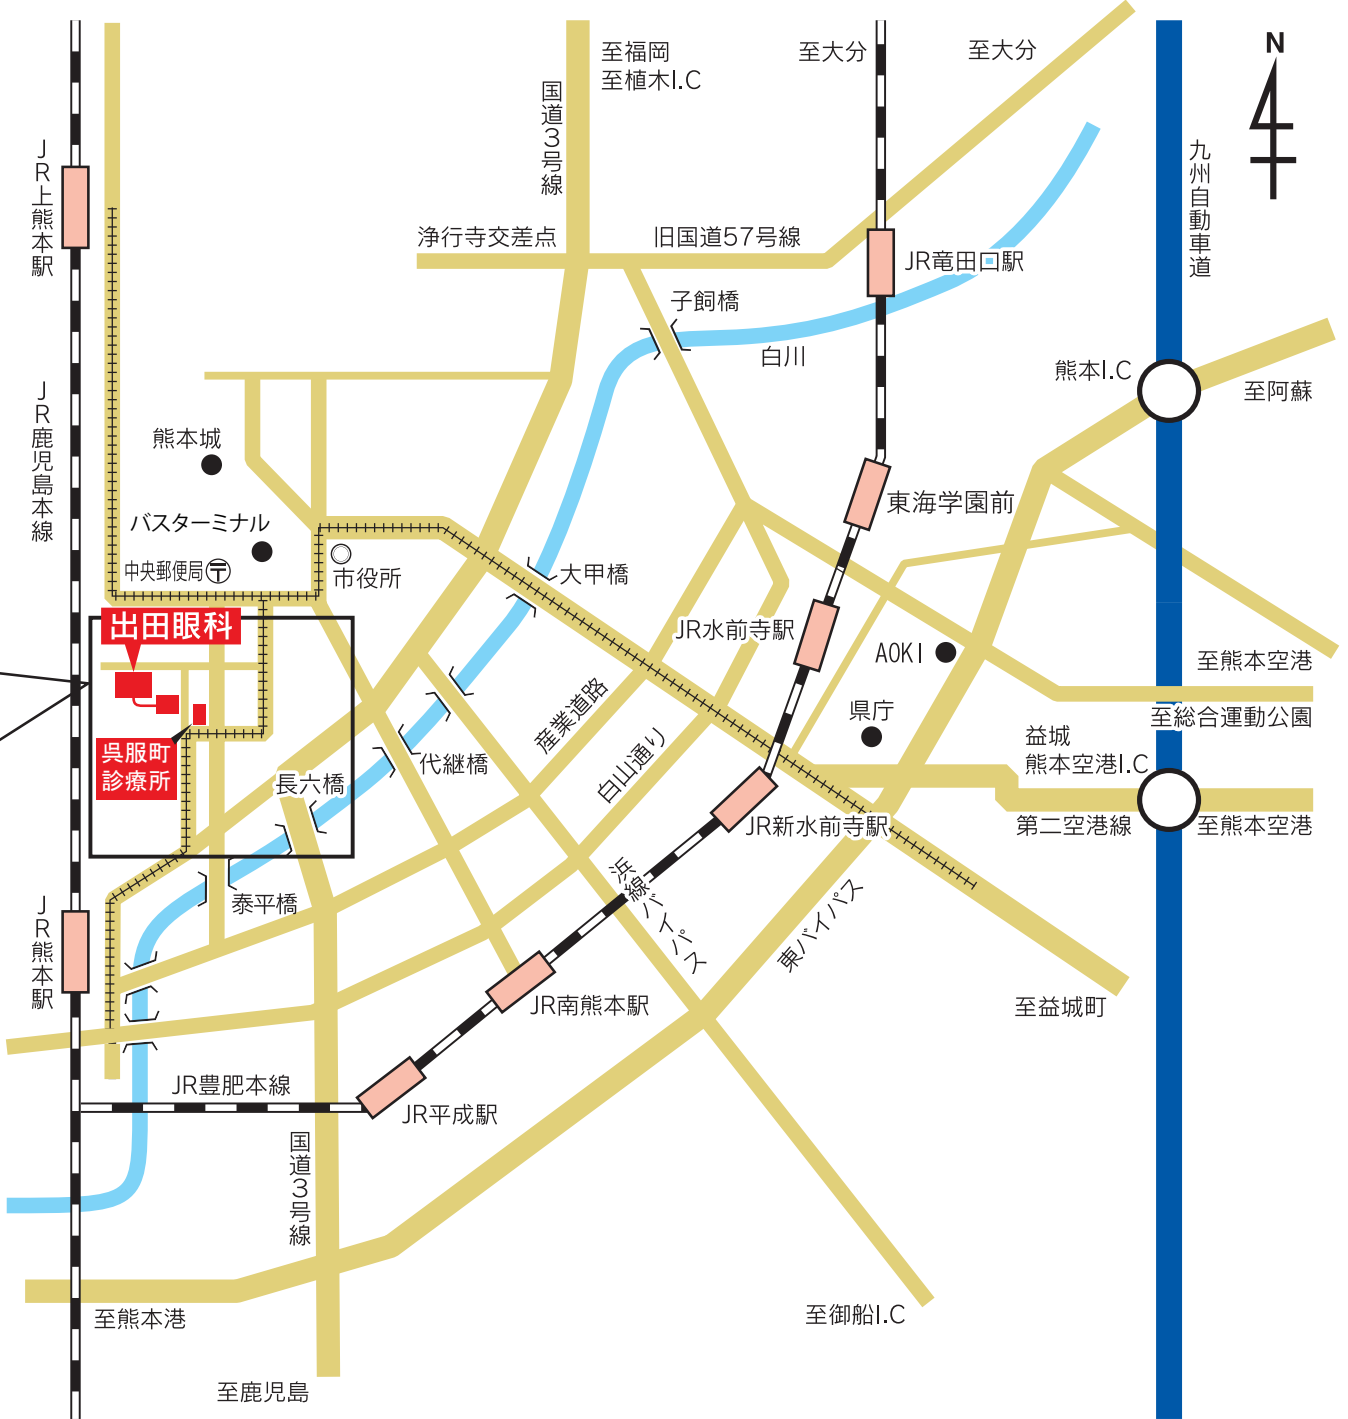 至福岡
至植木I.C
国道3号線
至大分
至大分
N
九州自動車道
JR上熊本駅
浄行寺交差点
旧国道57号線
JR竜田口駅
子飼橋
白川
熊本I.C
至阿蘇
JR鹿児島本線
熊本城
バスターミナル
中央郵便局〒
市役所
東海学園前
大甲橋
出田眼科
JR水前寺駅
AOKI
至熊本空港
呉服町
診療所
産業道路
白山通り
県庁
至総合運動公園
益城
熊本空港I.C
代継橋
長六橋
JR新水前寺駅
第二空港線
至熊本空港
泰平橋
浜線バイパス
東バイパス
JR熊本駅
JR南熊本駅
至益城町
JR豊肥本線
JR平成駅
国道3号線
至熊本港
至御船I.C
至鹿児島